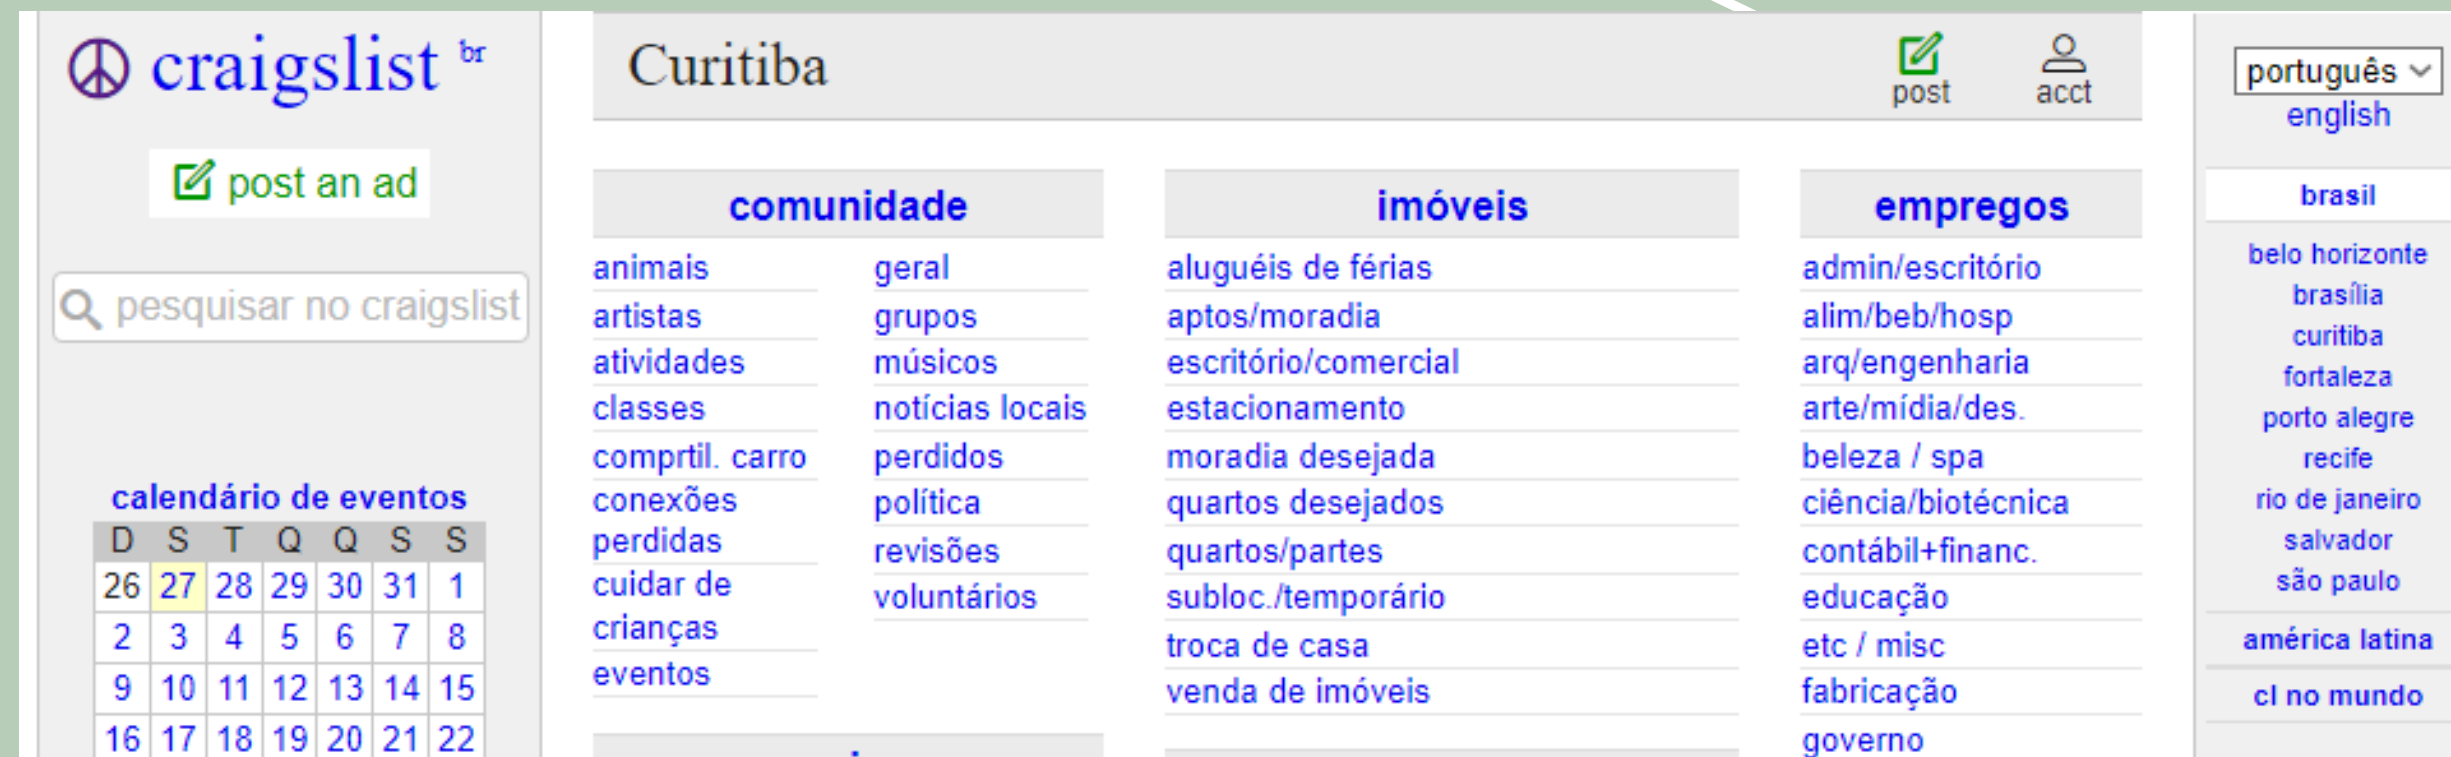 craigslist br
post an ad
pesquisar no craigslist
calendário de eventos
D S T Q Q S S
26 27 28 29 30 31 1
2 3 4 5 6 7 8
9 10 11 12 13 14 15
16 17 18 19 20 21 22
Curitiba
post
acct
comunidade
animais
artistas
atividades
classes
comprtil. carro
conexões
perdidas
cuidar de
crianças
eventos
geral
grupos
músicos
notícias locais
perdidos
política
revisões
voluntários
imóveis
aluguéis de férias
aptos/moradia
escritório/comercial
estacionamento
moradia desejada
quartos desejados
quartos/partes
subloc./temporário
troca de casa
venda de imóveis
empregos
admin/escritório
alim/beb/hosp
arq/engenharia
arte/mídia/des.
beleza / spa
ciência/biotécnica
contábil+financ.
educação
etc / misc
fabricação
governo
português
english
brasil
belo horizonte
brasília
curitiba
fortaleza
porto alegre
recife
rio de janeiro
salvador
são paulo
américa latina
cl no mundo